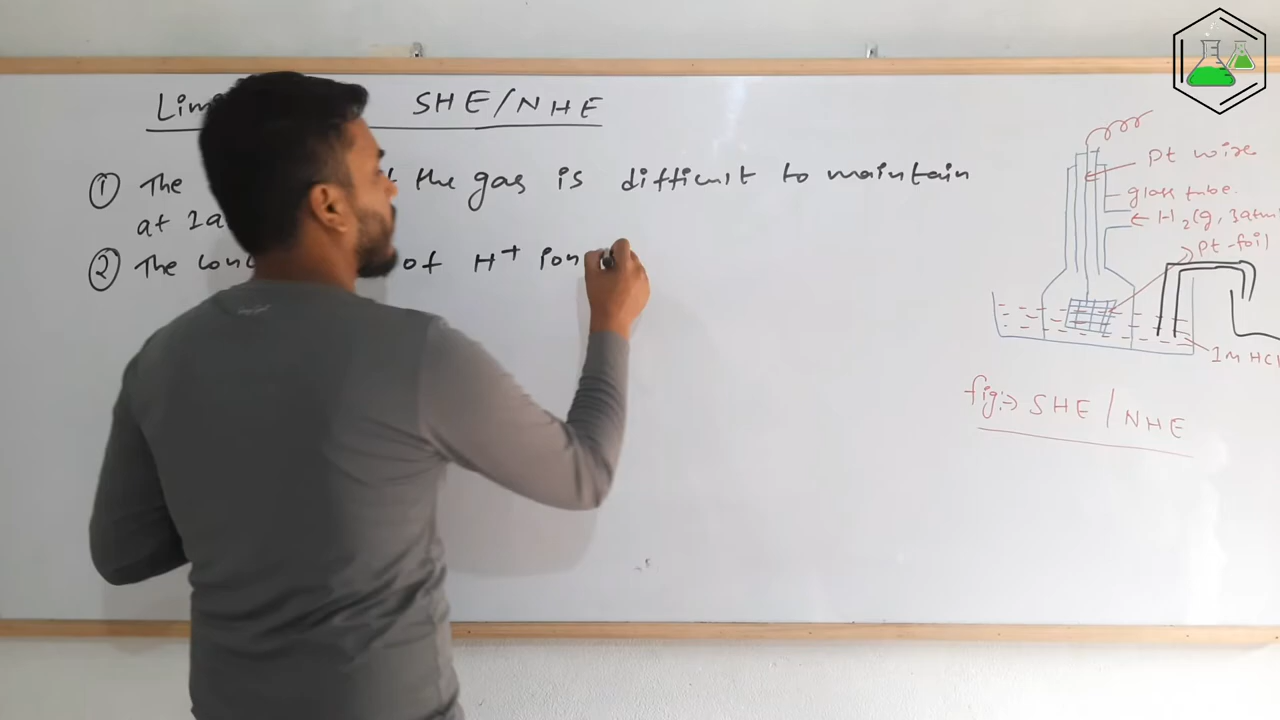 SHE/NHE
① The the gas is difficult to maintain
at 1a
② The conc of H⁺ ion
Pt wire
glass tube.
H₂(g, 1atm)
Pt-foil
1M HCl
fig:→ SHE / NHE